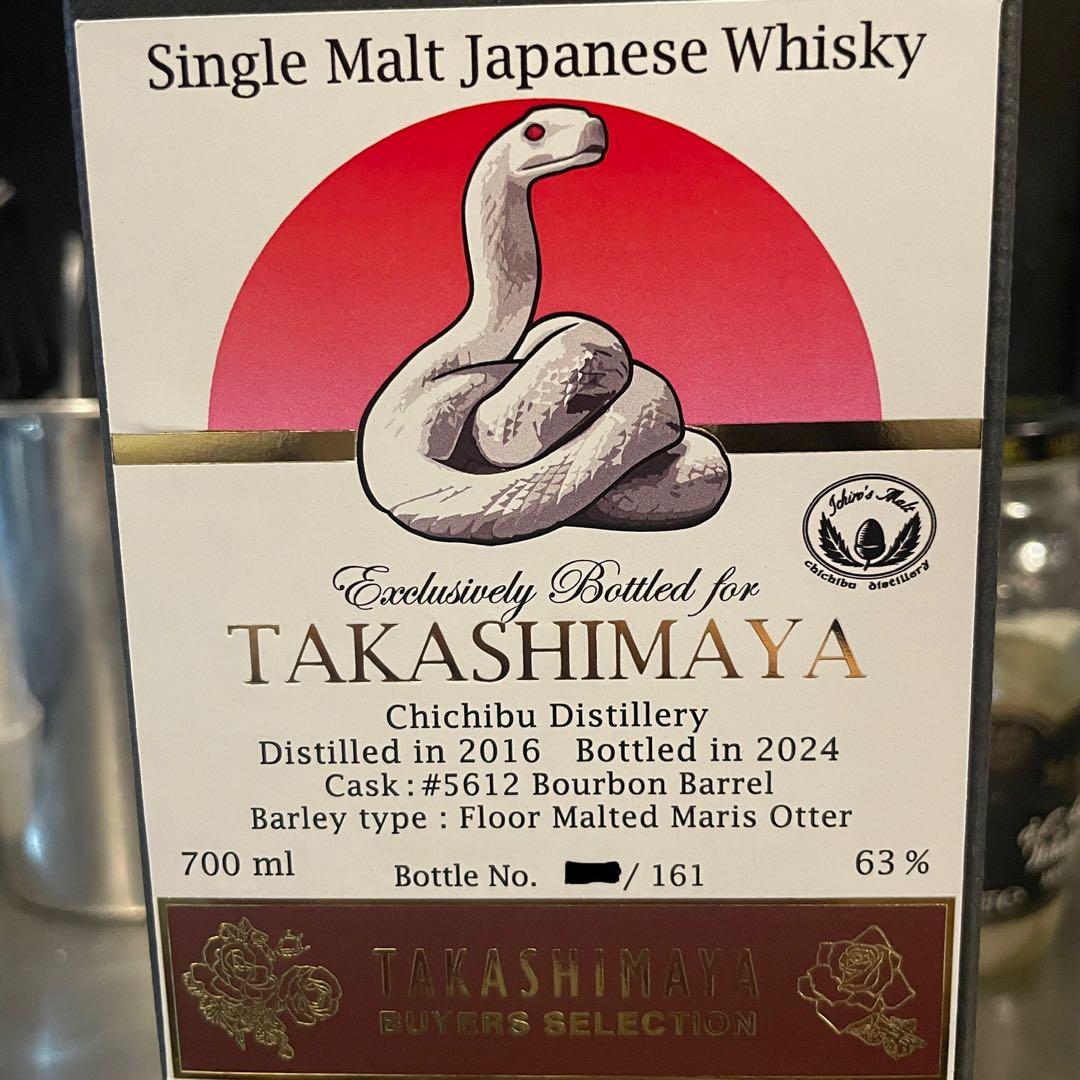 Single Malt Japanese Whisky
Ichiro's Malt
chichibu distillery
Exclusively Bottled for
TAKASHIMAYA
Chichibu Distillery
Distilled in 2016 Bottled in 2024
Cask : #5612 Bourbon Barrel
Barley type : Floor Malted Maris Otter
700 ml
Bottle No. / 161
63 %
TAKASHIMAYA
BUYERS SELECTION